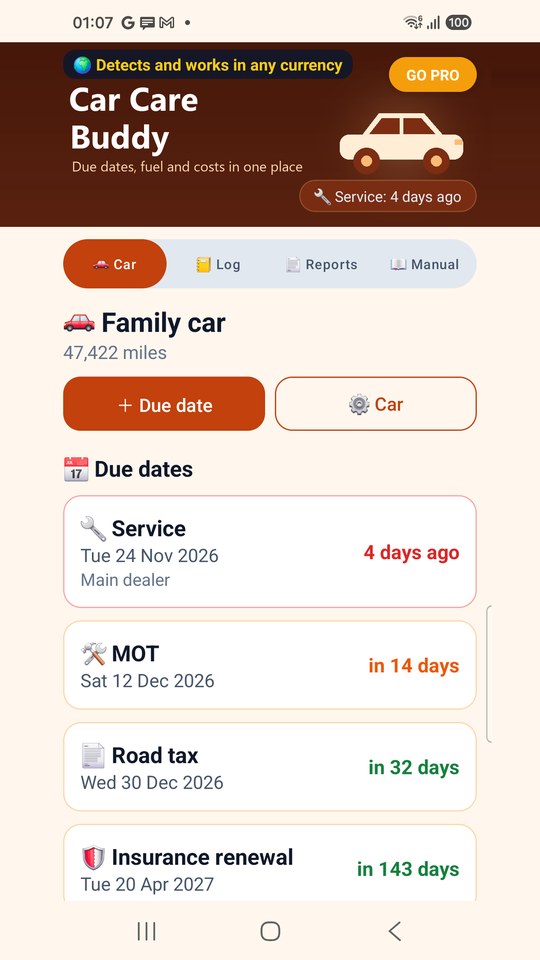 01:07
100
Detects and works in any currency
GO PRO
Car Care
Buddy
Due dates, fuel and costs in one place
Service: 4 days ago
Car
Log
Reports
Manual
Family car
47,422 miles
+ Due date
Car
17
Due dates
Service
Tue 24 Nov 2026
Main dealer
4 days ago
MOT
Sat 12 Dec 2026
in 14 days
Road tax
Wed 30 Dec 2026
in 32 days
Insurance renewal
Tue 20 Apr 2027
in 143 days